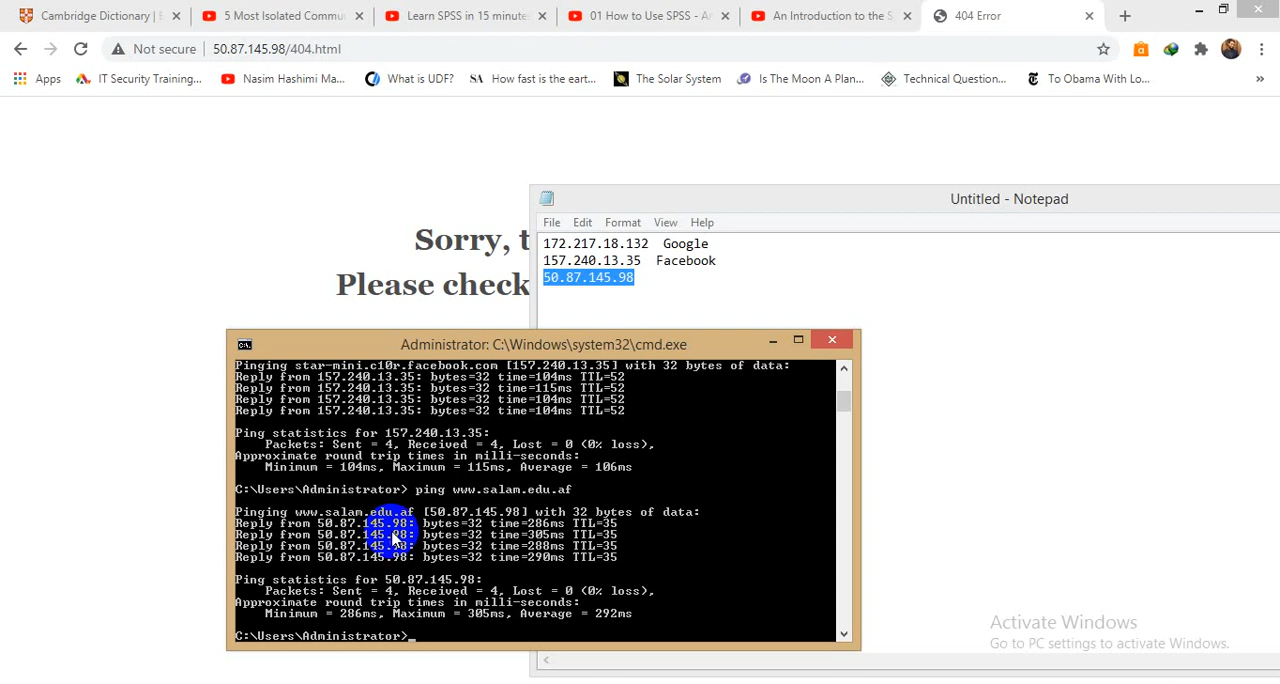 Cambridge Dictionary | E
5 Most Isolated Commu
Learn SPSS in 15 minute
01 How to Use SPSS - A
An Introduction to the S
404 Error
Not secure | 50.87.145.98/404.html
Apps
IT Security Training...
Nasim Hashimi Ma...
What is UDF?
SA How fast is the eart...
The Solar System
Is The Moon A Plan...
Technical Question...
To Obama With Lo...
»
Untitled - Notepad
File Edit Format View Help
172.217.18.132 Google
157.240.13.35 Facebook
50.87.145.98
Sorry, t
Please check
Administrator: C:\Windows\system32\cmd.exe
Pinging star-mini.c10r.facebook.com [157.240.13.35] with 32 bytes of data:
Reply from 157.240.13.35: bytes=32 time=104ms TTL=52
Reply from 157.240.13.35: bytes=32 time=115ms TTL=52
Reply from 157.240.13.35: bytes=32 time=104ms TTL=52
Reply from 157.240.13.35: bytes=32 time=104ms TTL=52
Ping statistics for 157.240.13.35:
Packets: Sent = 4, Received = 4, Lost = 0 (0% loss),
Approximate round trip times in milli-seconds:
Minimum = 104ms, Maximum = 115ms, Average = 106ms
C:\Users\Administrator> ping www.salam.edu.af
Pinging www.salam.edu.af [50.87.145.98] with 32 bytes of data:
Reply from 50.87.145.98: bytes=32 time=286ms TTL=35
Reply from 50.87.145.98: bytes=32 time=305ms TTL=35
Reply from 50.87.145.98: bytes=32 time=288ms TTL=35
Reply from 50.87.145.98: bytes=32 time=290ms TTL=35
Ping statistics for 50.87.145.98:
Packets: Sent = 4, Received = 4, Lost = 0 (0% loss),
Approximate round trip times in milli-seconds:
Minimum = 286ms, Maximum = 305ms, Average = 292ms
C:\Users\Administrator>_
Activate Windows
Go to PC settings to activate Windows.